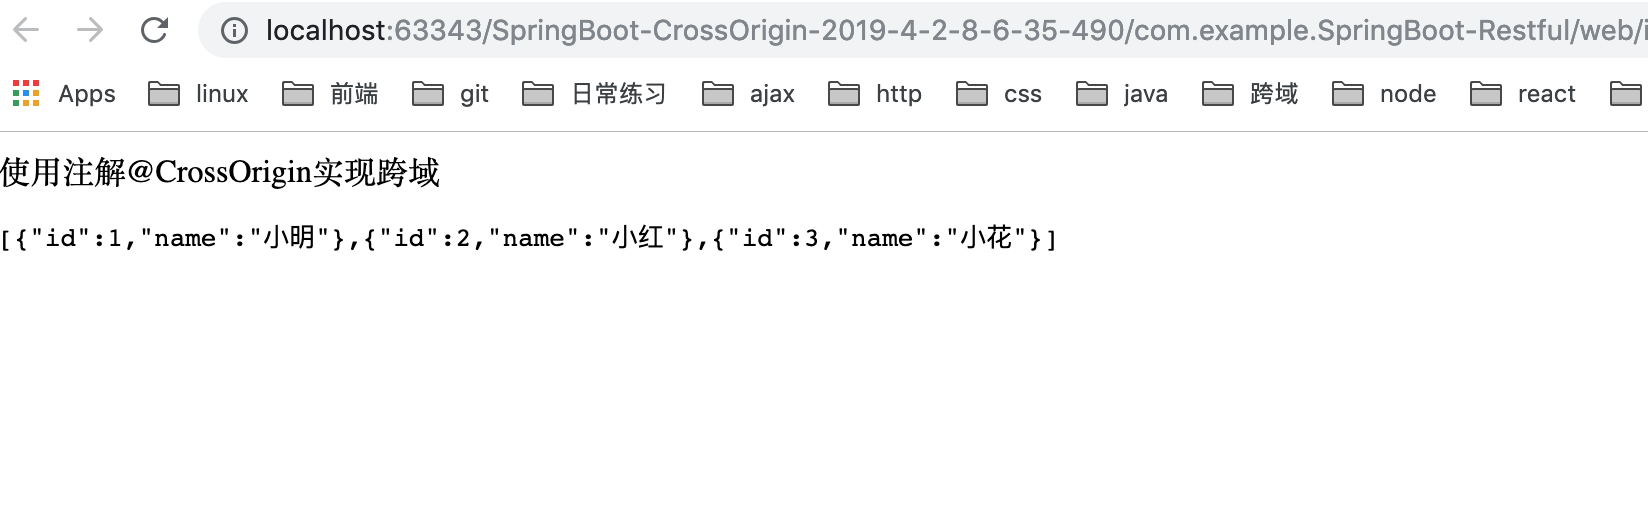 localhost:63343/SpringBoot-CrossOrigin-2019-4-2-8-6-35-490/com.example.SpringBoot-Restful/web/i
Apps linux 前端 git 日常练习 ajax http css java 跨域 node react
使用注解@CrossOrigin实现跨域
[{"id":1,"name":"小明"},{"id":2,"name":"小红"},{"id":3,"name":"小花"}]